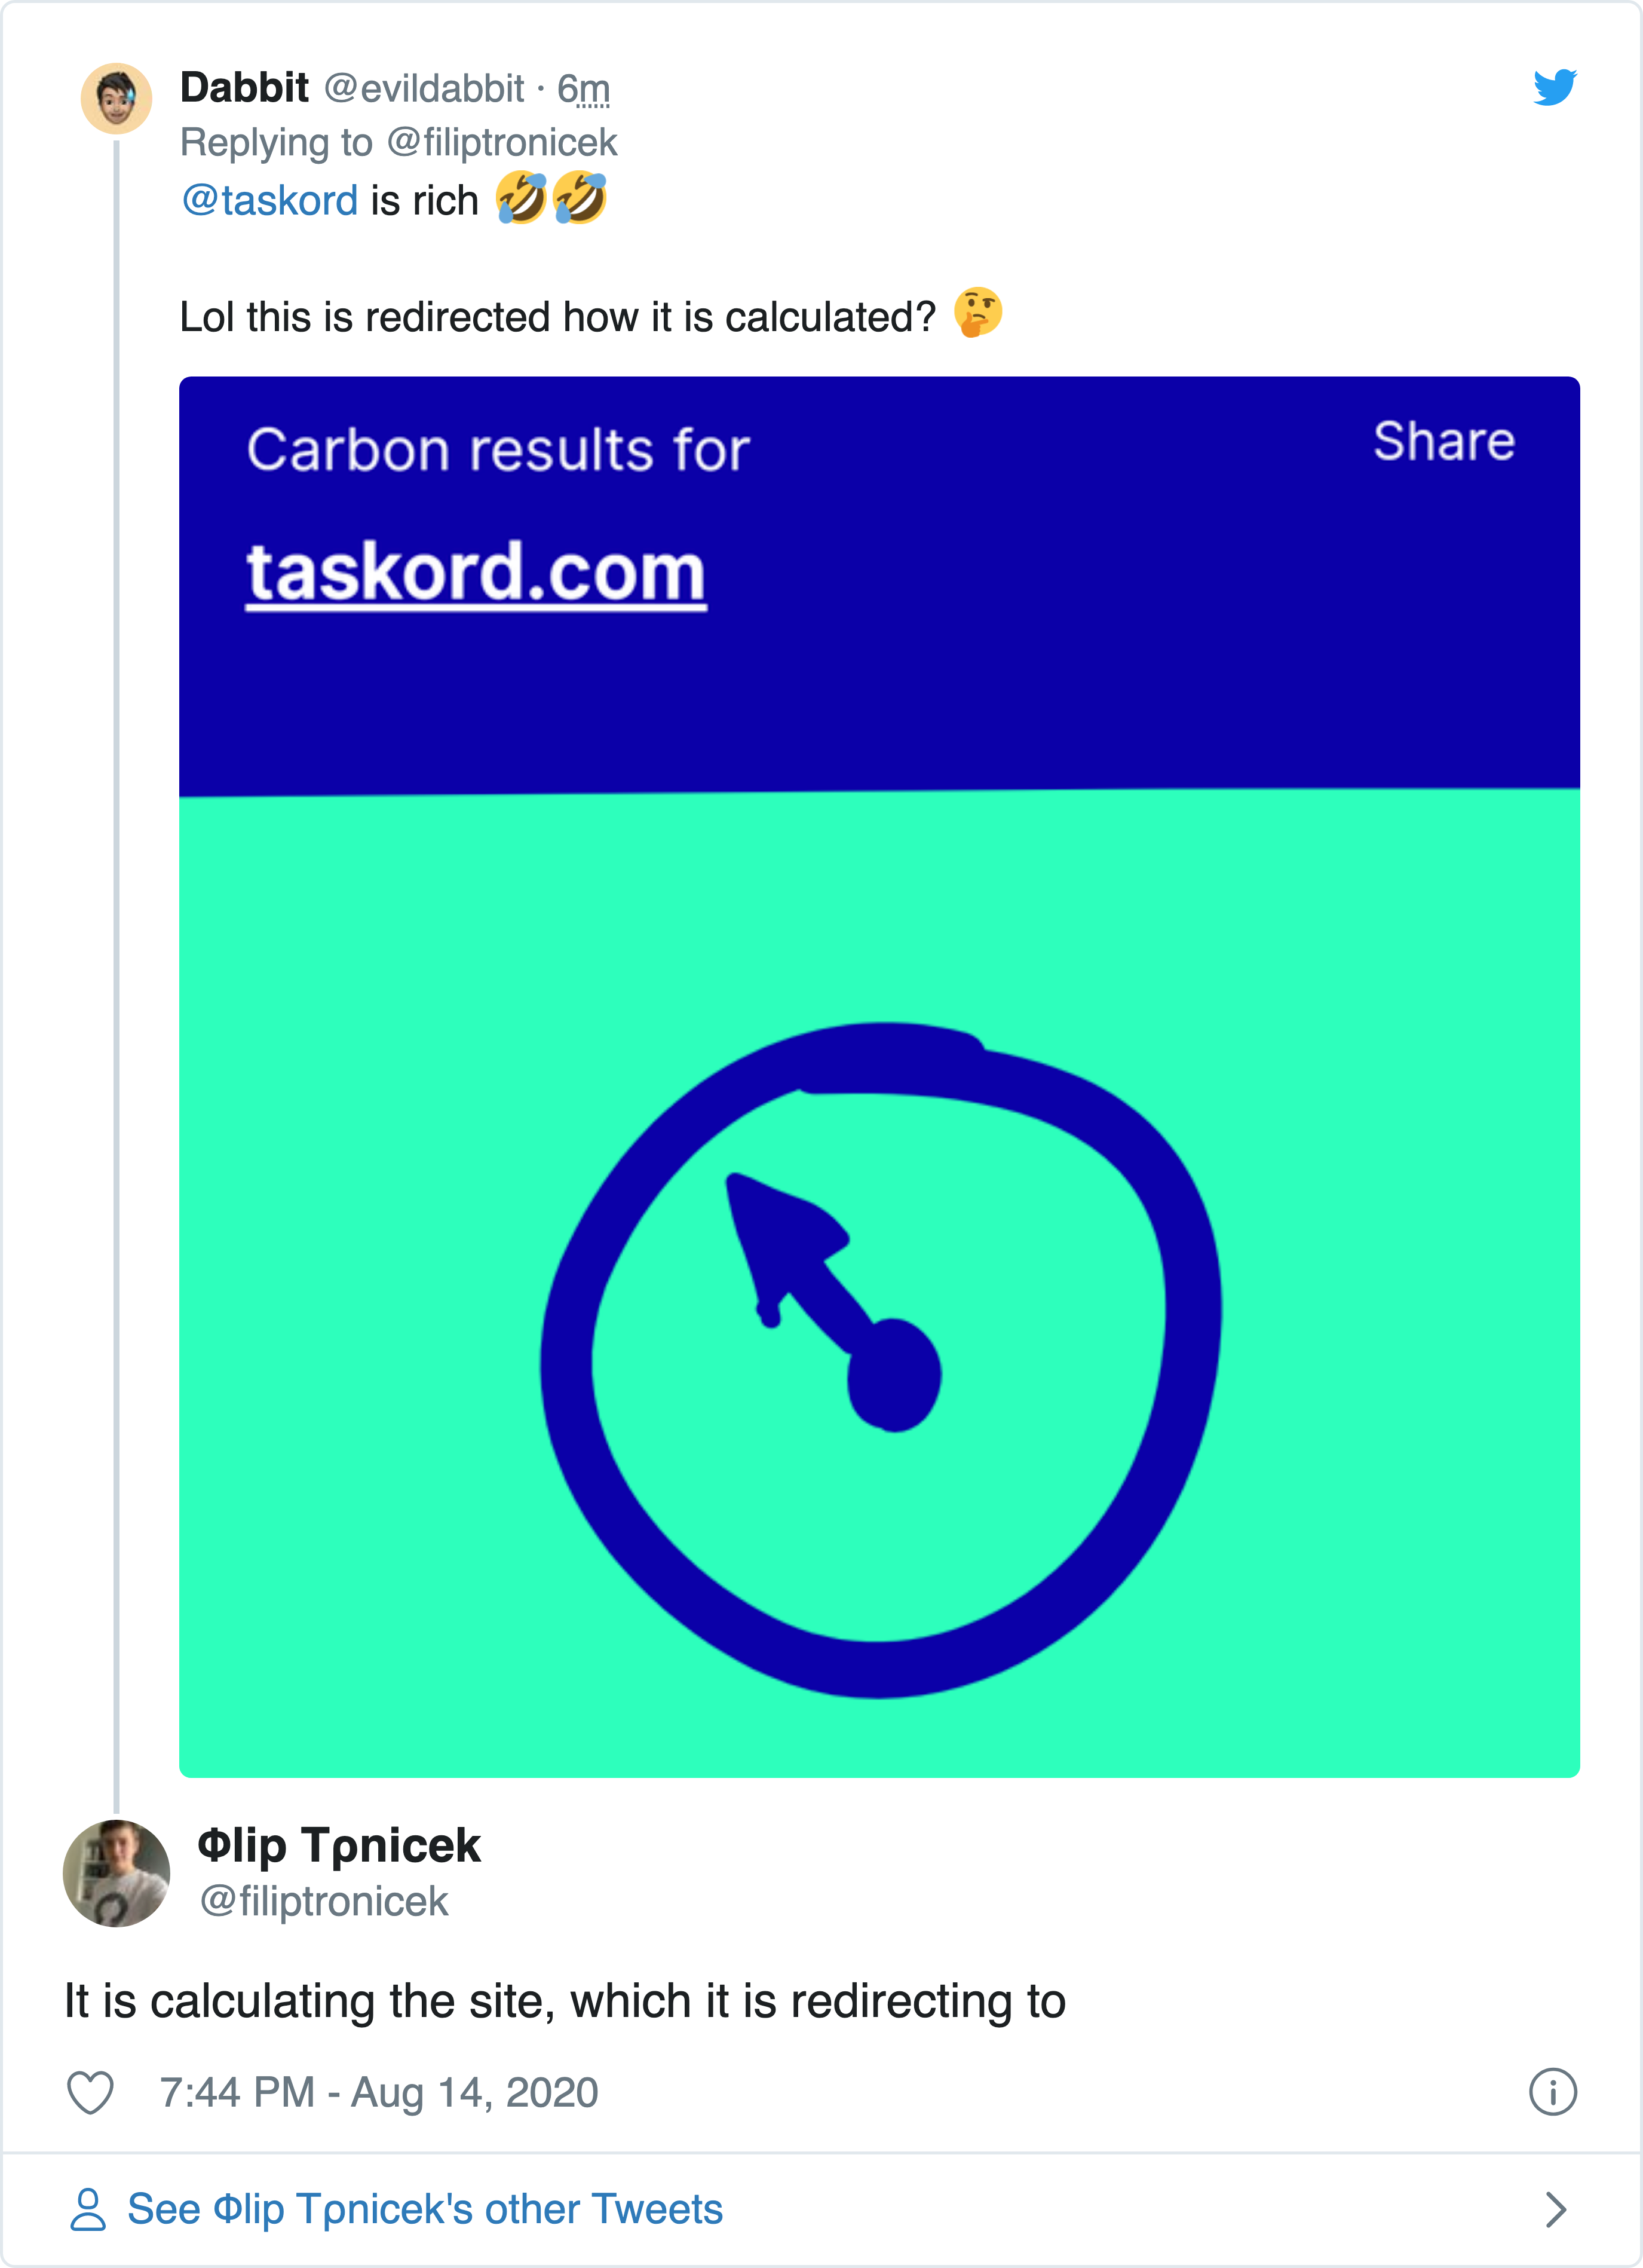 Dabbit @evildabbit · 6m
Replying to @filiptronicek
@taskord is rich 🤣🤣
Lol this is redirected how it is calculated? 🤔
Carbon results for
Share
taskord.com
Φlip Tρnicek
@filiptronicek
It is calculating the site, which it is redirecting to
7:44 PM - Aug 14, 2020
See Φlip Tρnicek's other Tweets